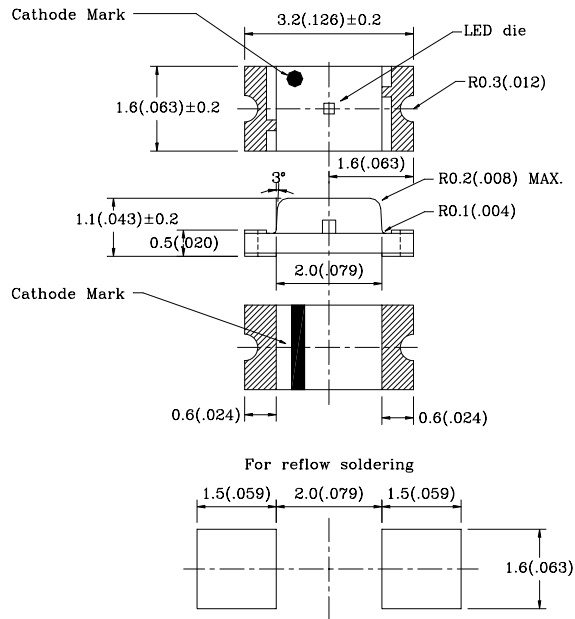 Cathode Mark
3.2(.126)±0.2
LED die
1.6(.063)±0.2
R0.3(.012)
1.6(.063)
3°
R0.2(.008) MAX.
1.1(.043)±0.2
R0.1(.004)
0.5(.020)
2.0(.079)
Cathode Mark
0.6(.024)
0.6(.024)
For reflow soldering
1.5(.059)
2.0(.079)
1.5(.059)
1.6(.063)